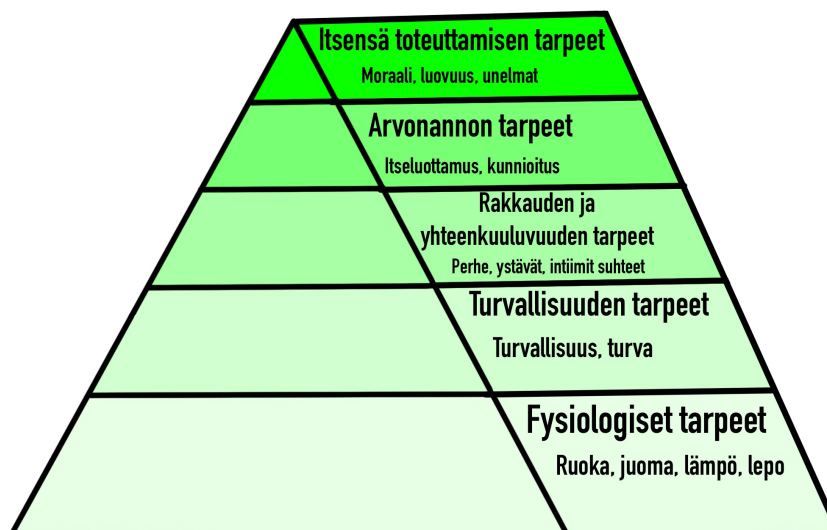 Itsensä toteuttamisen tarpeet
Moraali, luovuus, unelmat
Arvonannon tarpeet
Itseluottamus, kunnioitus
Rakkauden ja
yhteenkuuluvuuden tarpeet
Perhe, ystävät, intiimit suhteet
Turvallisuuden tarpeet
Turvallisuus, turva
Fysiologiset tarpeet
Ruoka, juoma, lämpö, lepo